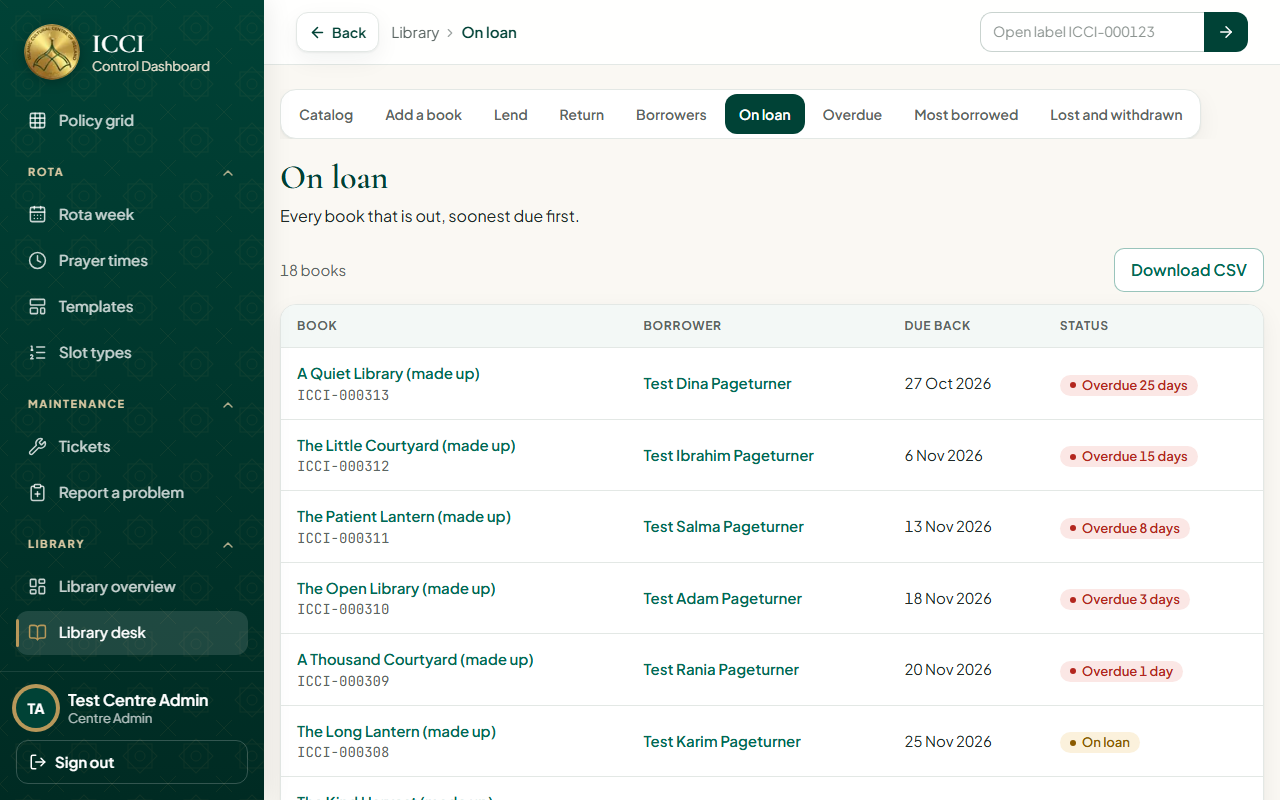 ICCI
Control Dashboard
Policy grid
ROTA
Rota week
Prayer times
Templates
Slot types
MAINTENANCE
Tickets
Report a problem
LIBRARY
Library overview
Library desk
TA
Test Centre Admin
Centre Admin
Sign out
Back
Library > On loan
Open label ICCI-000123
Catalog Add a book Lend Return Borrowers On loan Overdue Most borrowed Lost and withdrawn
On loan
Every book that is out, soonest due first.
18 books
Download CSV
BOOK BORROWER DUE BACK STATUS
A Quiet Library (made up)
ICCI-000313
Test Dina Pageturner
27 Oct 2026
Overdue 25 days
The Little Courtyard (made up)
ICCI-000312
Test Ibrahim Pageturner
6 Nov 2026
Overdue 15 days
The Patient Lantern (made up)
ICCI-000311
Test Salma Pageturner
13 Nov 2026
Overdue 8 days
The Open Library (made up)
ICCI-000310
Test Adam Pageturner
18 Nov 2026
Overdue 3 days
A Thousand Courtyard (made up)
ICCI-000309
Test Rania Pageturner
20 Nov 2026
Overdue 1 day
The Long Lantern (made up)
ICCI-000308
Test Karim Pageturner
25 Nov 2026
On loan